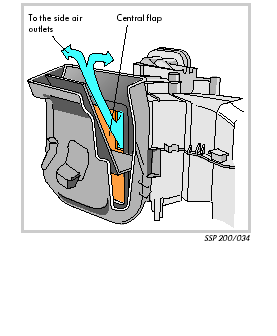 To the side air
outlets
Central flap
SSP 200/034